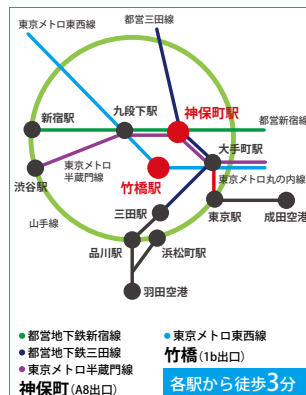 東京メトロ東西線
都営三田線
新宿駅
九段下駅
神保町駅
都営新宿線
大手町駅
東京メトロ
半蔵門線
渋谷駅
竹橋駅
東京メトロ丸の内線
三田駅
東京駅
成田空港
山手線
品川駅
浜松町駅
羽田空港
●都営地下鉄新宿線
●都営地下鉄三田線
●東京メトロ半蔵門線
神保町(A8出口)
●東京メトロ東西線
竹橋(1b出口)
各駅から徒歩3分